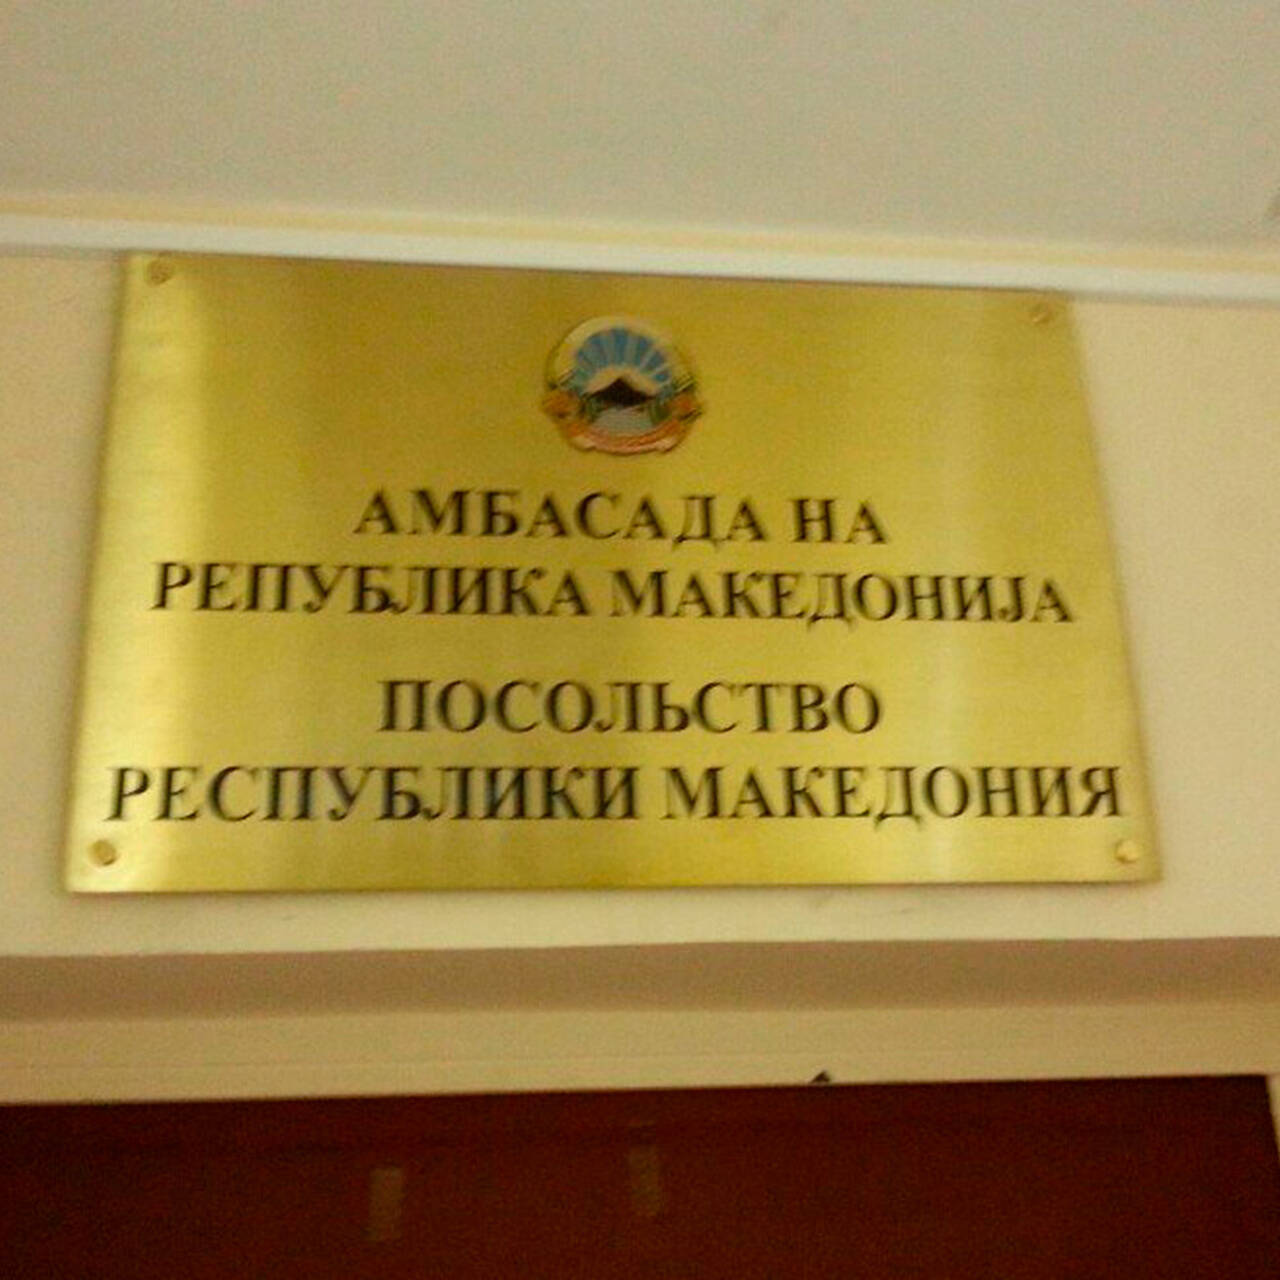 АМБАСАДА НА
РЕПУБЛИКА МАКЕДОНИЈА
ПОСОЛЬСТВО
РЕСПУБЛИКИ МАКЕДОНИЯ